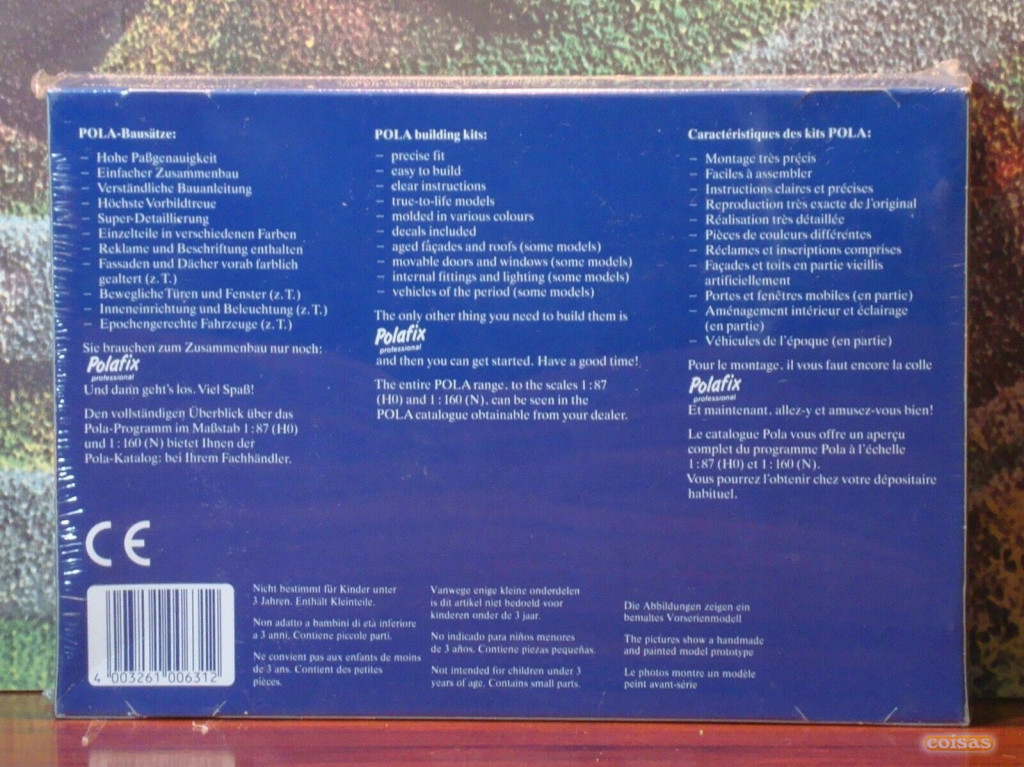 POLA-Bausätze:
– Hohe Paßgenauigkeit
– Einfacher Zusammenbau
– Verständliche Bauanleitung
– Höchste Vorbildtreue
– Super-Detaillierung
– Einzelteile in verschiedenen Farben
– Reklame und Beschriftung enthalten
– Fassaden und Dächer vorab farblich
gealtert (z.T.)
– Bewegliche Türen und Fenster (z.T.)
– Inneneinrichtung und Beleuchtung (z.T.)
– Epochengerechte Fahrzeuge (z.T.)
Sie brauchen zum Zusammenbau nur noch:
Polafix
professional
Und dann geht's los. Viel Spaß!
Den vollständigen Überblick über das
Pola-Programm im Maßstab 1:87 (H0)
und 1:160 (N) bietet Ihnen der
Pola-Katalog: bei Ihrem Fachhändler.
POLA building kits:
– precise fit
– easy to build
– clear instructions
– true-to-life models
– molded in various colours
– decals included
– aged façades and roofs (some models)
– movable doors and windows (some models)
– internal fittings and lighting (some models)
– vehicles of the period (some models)
The only other thing you need to build them is
Polafix
professional
and then you can get started. Have a good time!
The entire POLA range, to the scales 1:87
(H0) and 1:160 (N), can be seen in the
POLA catalogue obtainable from your dealer.
Caractéristiques des kits POLA:
– Montage très précis
– Faciles à assembler
– Instructions claires et précises
– Reproduction très exacte de l'original
– Réalisation très détaillée
– Pièces de couleurs différentes
– Réclames et inscriptions comprises
– Façades et toits en partie vieillis
artificiellement
– Portes et fenêtres mobiles (en partie)
– Aménagement intérieur et éclairage
(en partie)
– Véhicules de l'époque (en partie)
Pour le montage, il vous faut encore la colle
Polafix
professional
Et maintenant, allez-y et amusez-vous bien!
Le catalogue Pola vous offre un aperçu
complet du programme Pola à l'échelle
1:87 (H0) et 1:160 (N).
Vous pourrez l'obtenir chez votre dépositaire
habituel.
CE
4 003261 006312
Nicht bestimmt für Kinder unter
3 Jahren. Enthält Kleinteile.
Non adatto a bambini di età inferiore
a 3 anni. Contiene piccole parti.
Ne convient pas aux enfants de moins
de 3 ans. Contient des petites
pièces.
Vanwege enige kleine onderdelen
is dit artikel niet bedoeld voor
kinderen onder de 3 jaar.
No indicado para niños menores
de 3 años. Contiene piezas pequeñas.
Not intended for children under 3
years of age. Contains small parts.
Die Abbildungen zeigen ein
bemaltes Vorserienmodell
The pictures show a handmade
and painted model prototype
Le photos montre un modèle
peint avant-série
coisas